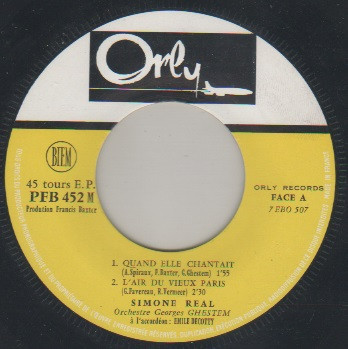 Orly
BIEM
45 tours E.P.
PFB 452 M
Prodution Francis Baxter
ORLY RECORDS
FACE A
7 EBO 507
1. QUAND ELLE CHANTAIT
(A.Spiraux, F.Baxter, G.Ghestem) 1'55
2. L'AIR DU VIEUX PARIS
(G.Favereau, R.Vermece) 2'30
SIMONE REAL
Orchestre Georges GHESTEM
à l'accordéon : EMILE DECOTTY